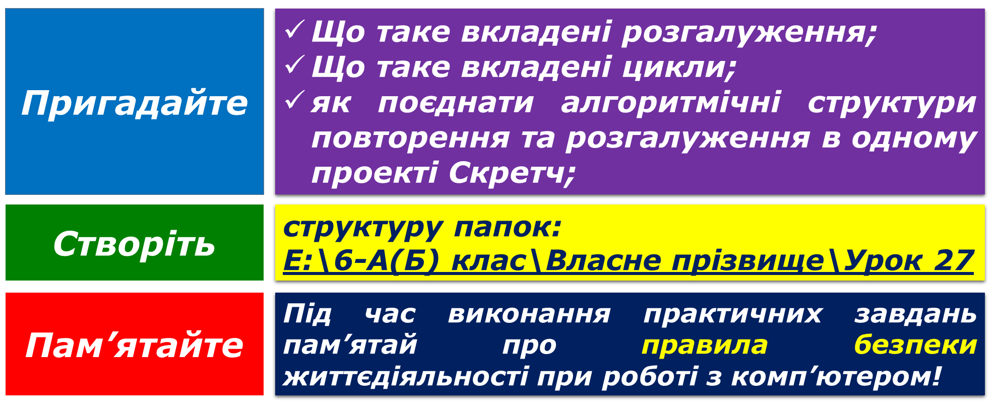 Пригадайте
✓ Що таке вкладені розгалуження;
✓ Що таке вкладені цикли;
✓ як поєднати алгоритмічні структури
повторення та розгалуження в одному
проекті Скретч;
Створіть
структуру папок:
E:\6–А(Б) клас\Власне прізвище\Урок 27
Пам’ятайте
Під час виконання практичних завдань
пам’ятай про правила безпеки
життєдіяльності при роботі з комп’ютером!